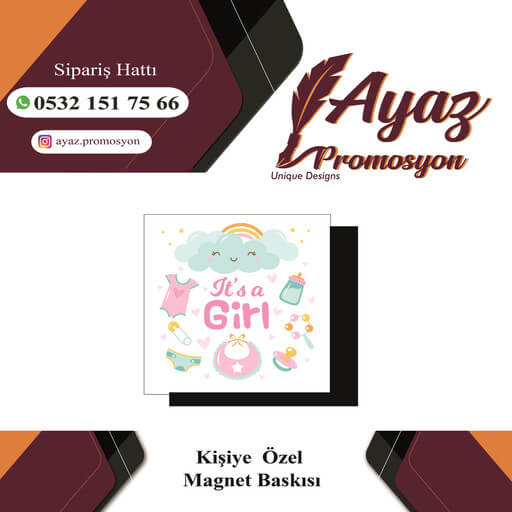 Sipariş Hattı
0532 151 75 66
ayaz.promosyon
Ayaz
Promosyon
Unique Designs
It's a
Girl
Kişiye Özel
Magnet Baskısı